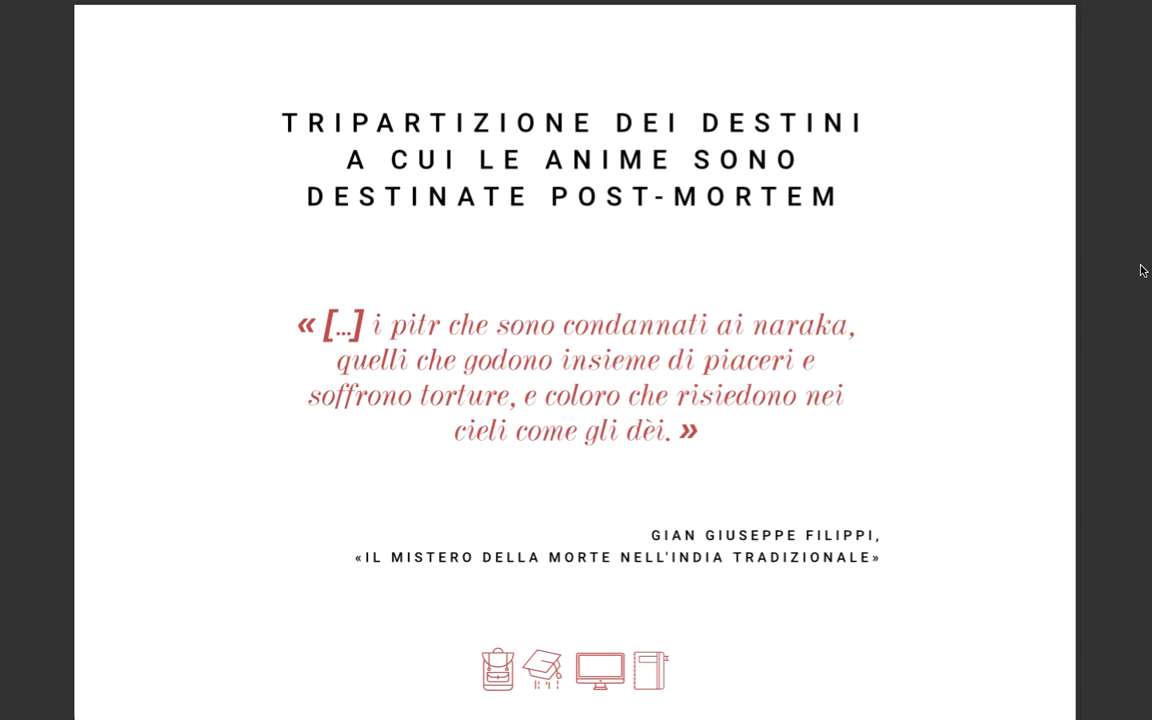 TRIPARTIZIONE DEI DESTINI
A CUI LE ANIME SONO
DESTINATE POST-MORTEM
« [...] i pitr che sono condannati ai naraka,
quelli che godono insieme di piaceri e
soffrono torture, e coloro che risiedono nei
cieli come gli dèi. »
GIAN GIUSEPPE FILIPPI,
«IL MISTERO DELLA MORTE NELL'INDIA TRADIZIONALE»